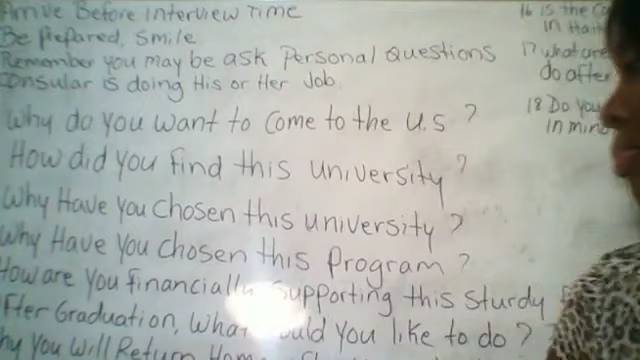 Arrive Before Interview Time
Be Prepared, Smile
Remember you may be ask Personal Questions
Consular is doing His or Her Job
Why do you want to come to the U.S ?
How did you find this university ?
Why Have you chosen this university ?
Why Have you chosen this Program ?
How are you financially supporting this sturdy
After Graduation, What would you like to do ?
you will Return
16 is the
in
17 what are
do after
18 Do you
in mind